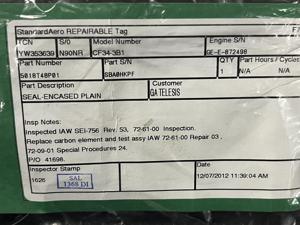 StandardAero REPAIRABLE Tag
TCN S/O Model Number Engine S/N
YW353639 N90NR CF34-3B1 GE-E-872498
Part Number S/N QTY Part Hours / Cycles
5018T48P01 SBA0HKPF 1 N/A N/A
Part Description Customer
SEAL-ENCASED PLAIN GA TELESIS
Insp Notes:
Inspected IAW SEI-756 Rev. 53, 72-61-00 Inspection.
Replace carbon element and test assy IAW 72-61-00 Repair 03,
72-09-01 Special Procedures 24.
P/O 41698.
Inspector Stamp Date
1626 SAL 12/07/2012 11:39:04 AM
1368 DI